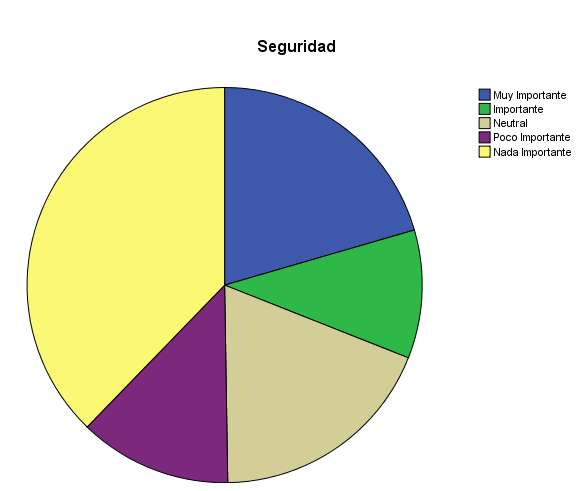 Seguridad
Muy Importante
Importante
Neutral
Poco Importante
Nada Importante